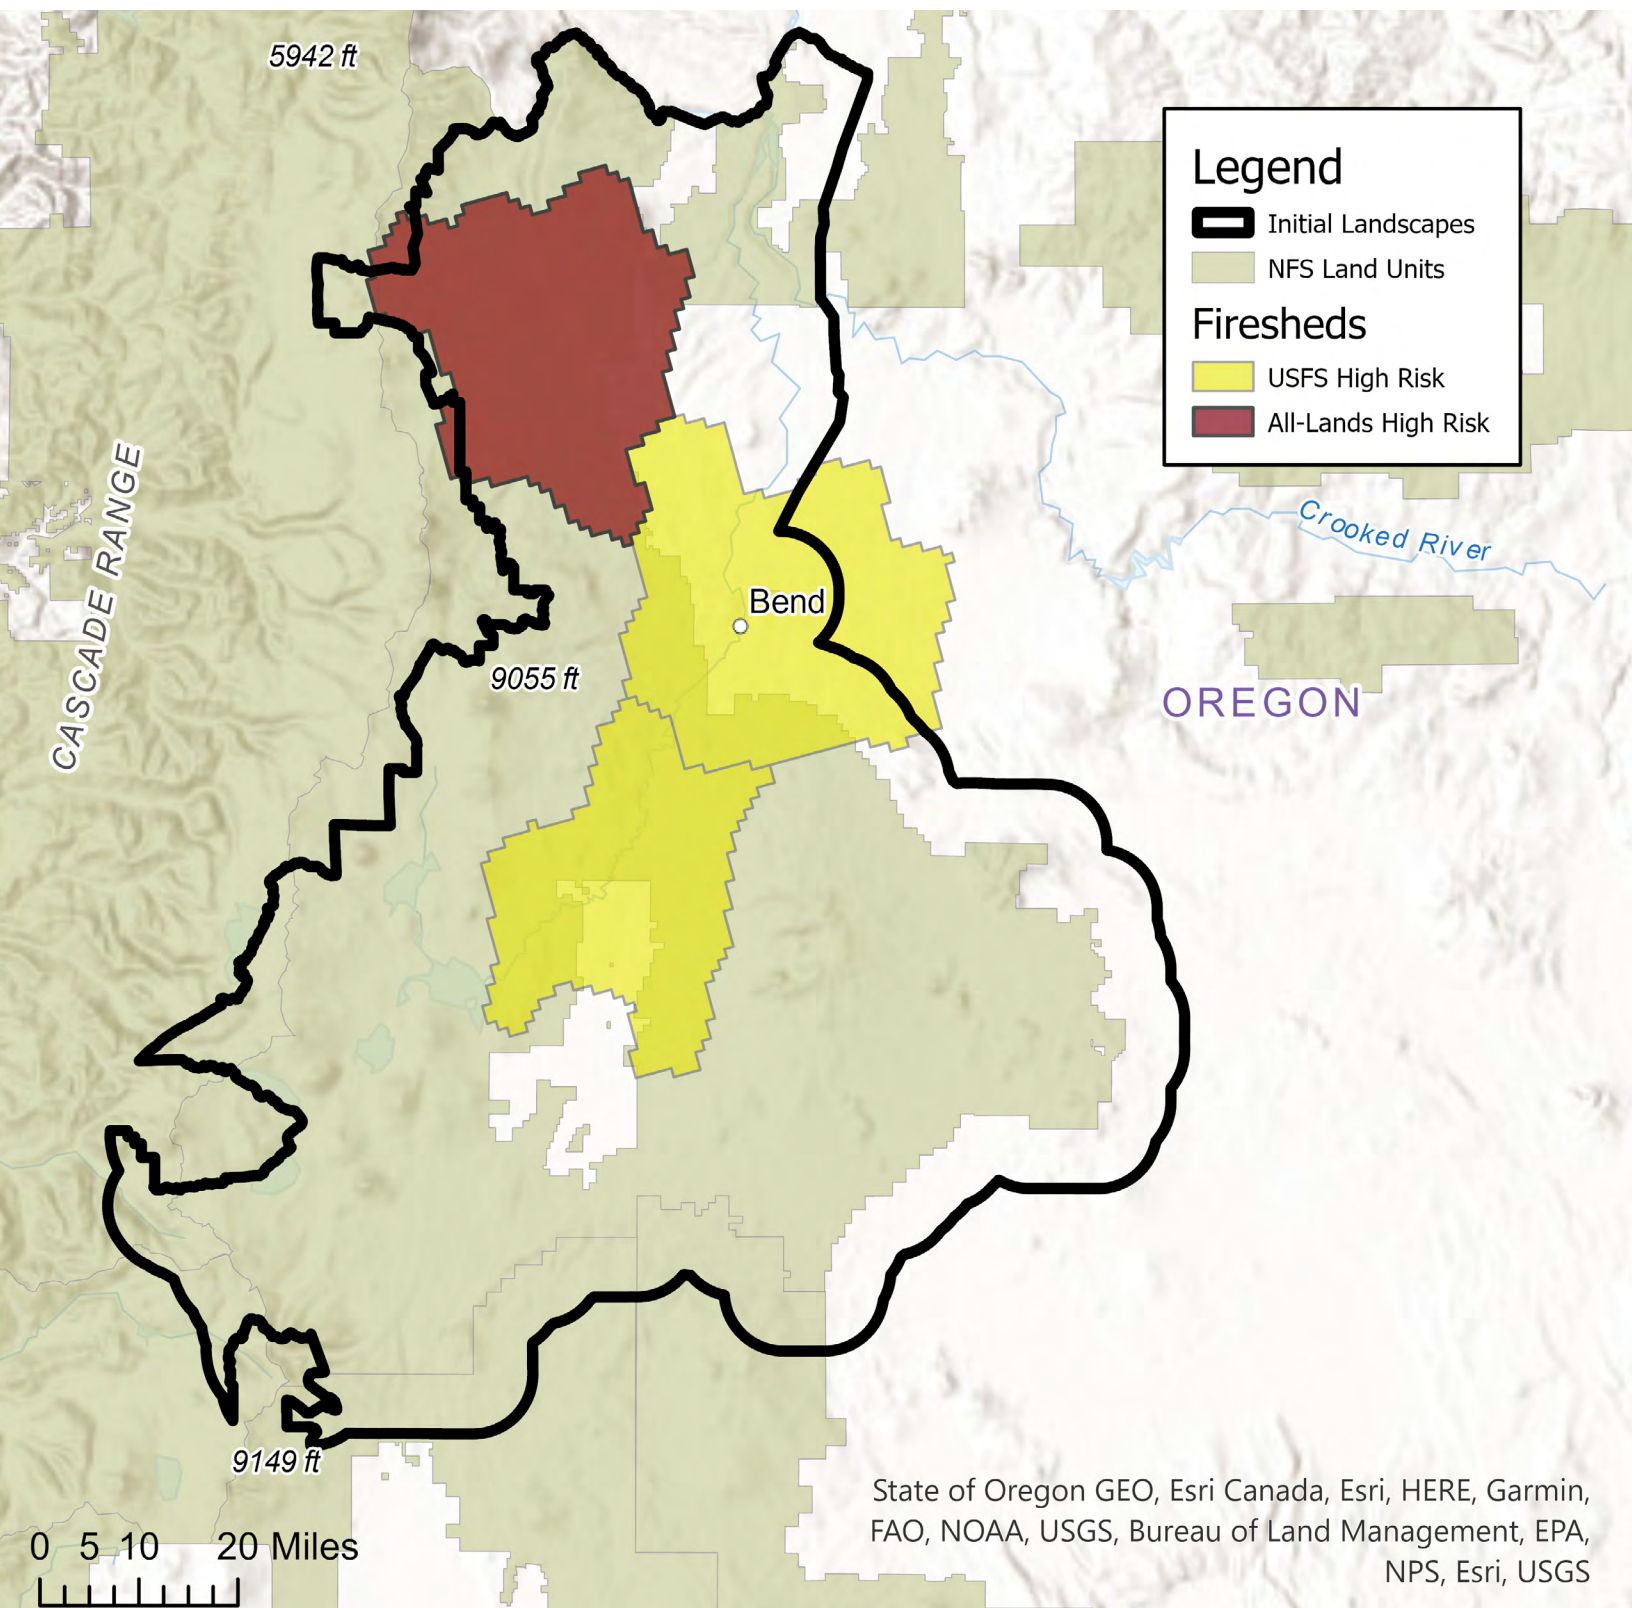 5942 ft
Legend
Initial Landscapes
NFS Land Units
Firesheds
USFS High Risk
All-Lands High Risk
CASCADE RANGE
Crooked River
Bend
9055 ft
OREGON
9149 ft
State of Oregon GEO, Esri Canada, Esri, HERE, Garmin,
FAO, NOAA, USGS, Bureau of Land Management, EPA,
NPS, Esri, USGS
0 5 10 20 Miles